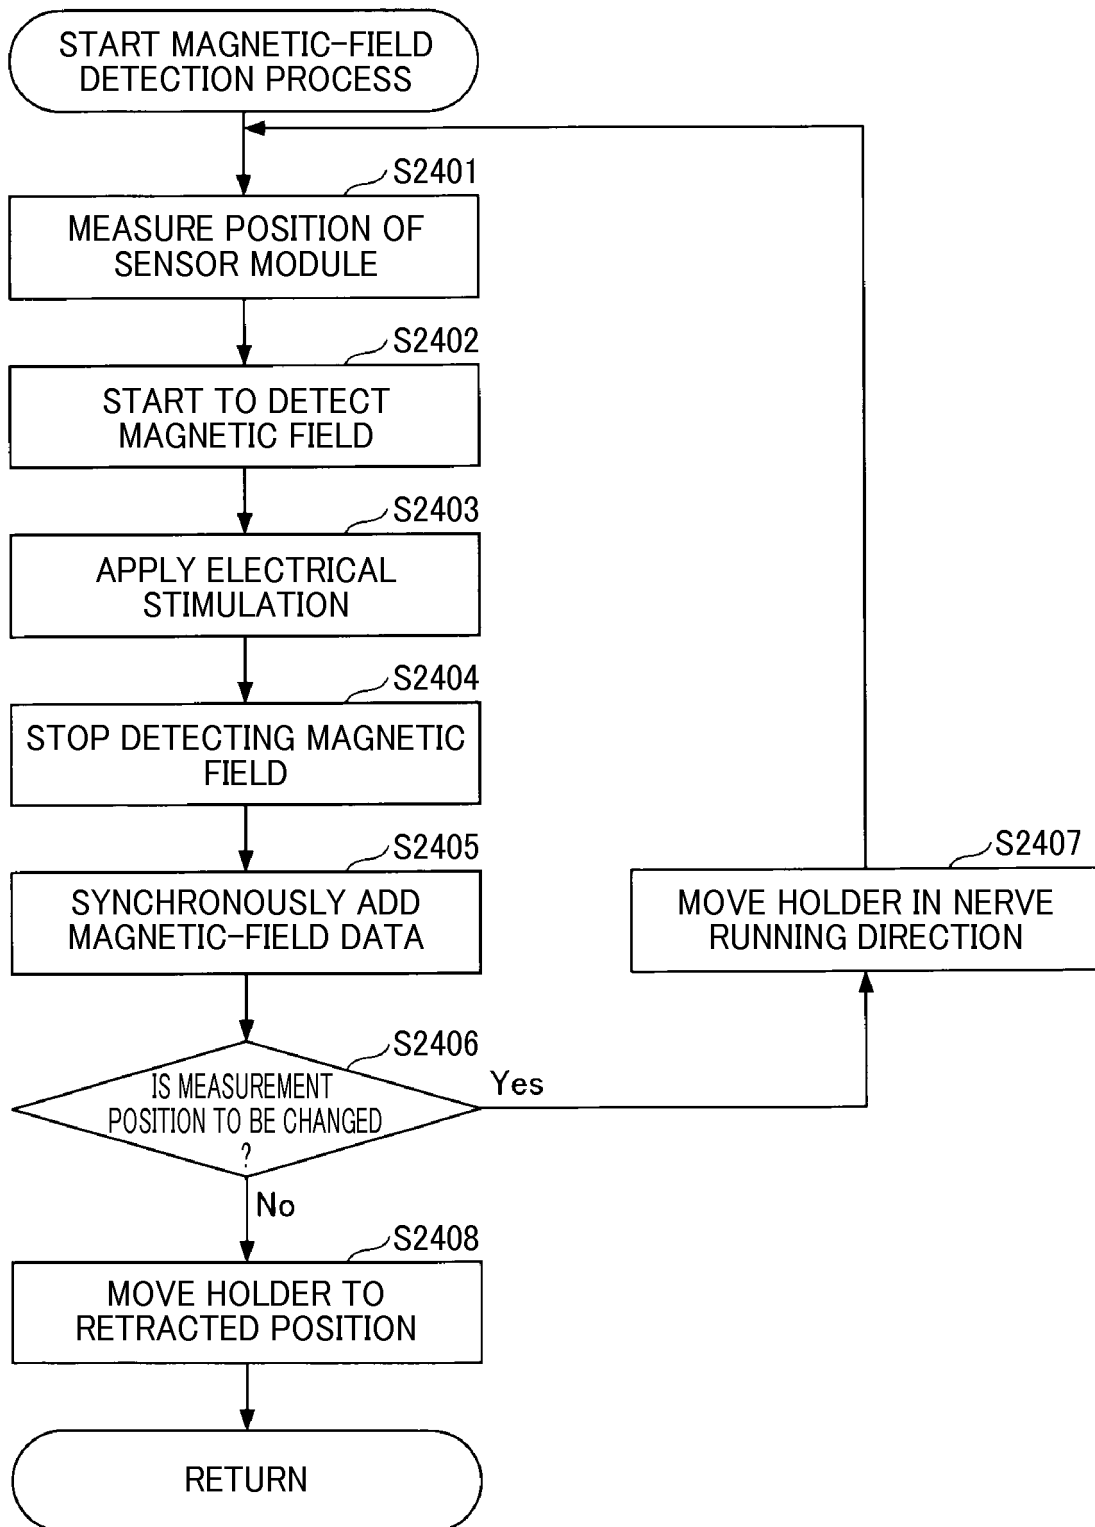 START MAGNETIC-FIELD
DETECTION PROCESS
S2401
MEASURE POSITION OF
SENSOR MODULE
S2402
START TO DETECT
MAGNETIC FIELD
S2403
APPLY ELECTRICAL
STIMULATION
S2404
STOP DETECTING MAGNETIC
FIELD
S2405
SYNCHRONOUSLY ADD
MAGNETIC-FIELD DATA
S2407
MOVE HOLDER IN NERVE
RUNNING DIRECTION
S2406
IS MEASUREMENT
POSITION TO BE CHANGED
?
Yes
No
S2408
MOVE HOLDER TO
RETRACTED POSITION
RETURN